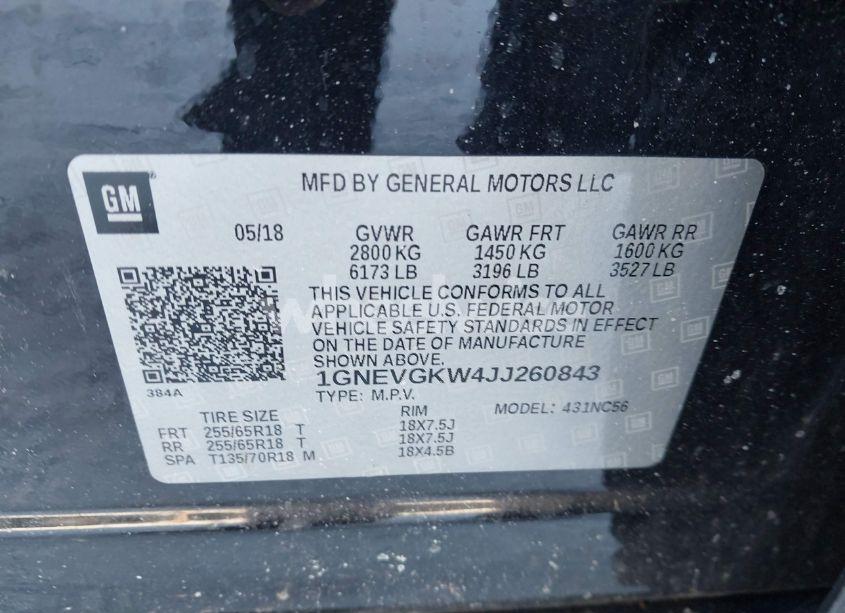 GM
MFD BY GENERAL MOTORS LLC
05/18 GVWR GAWR FRT GAWR RR
2800 KG 1450 KG 1600 KG
6173 LB 3196 LB 3527 LB
THIS VEHICLE CONFORMS TO ALL
APPLICABLE U.S. FEDERAL MOTOR
VEHICLE SAFETY STANDARDS IN EFFECT
ON THE DATE OF MANUFACTURE
SHOWN ABOVE.
1GNEVGKW4JJ260843
384A
TYPE: M.P.V. MODEL: 431NC56
TIRE SIZE RIM
FRT 255/65R18 T 18X7.5J
RR 255/65R18 T 18X7.5J
SPA T135/70R18 M 18X4.5B